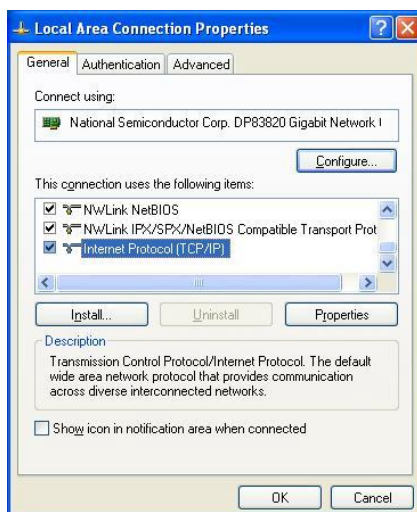 Local Area Connection Properties
General Authentication Advanced
Connect using:
National Semiconductor Corp. DP83820 Gigabit Network
Configure...
This connection uses the following items:
NWLink NetBIOS
NWLink IPX/SPX/NetBIOS Compatible Transport Prot
Internet Protocol (TCP/IP)
Install... Uninstall Properties
Description
Transmission Control Protocol/Internet Protocol. The default
wide area network protocol that provides communication
across diverse interconnected networks.
Show icon in notification area when connected
OK Cancel